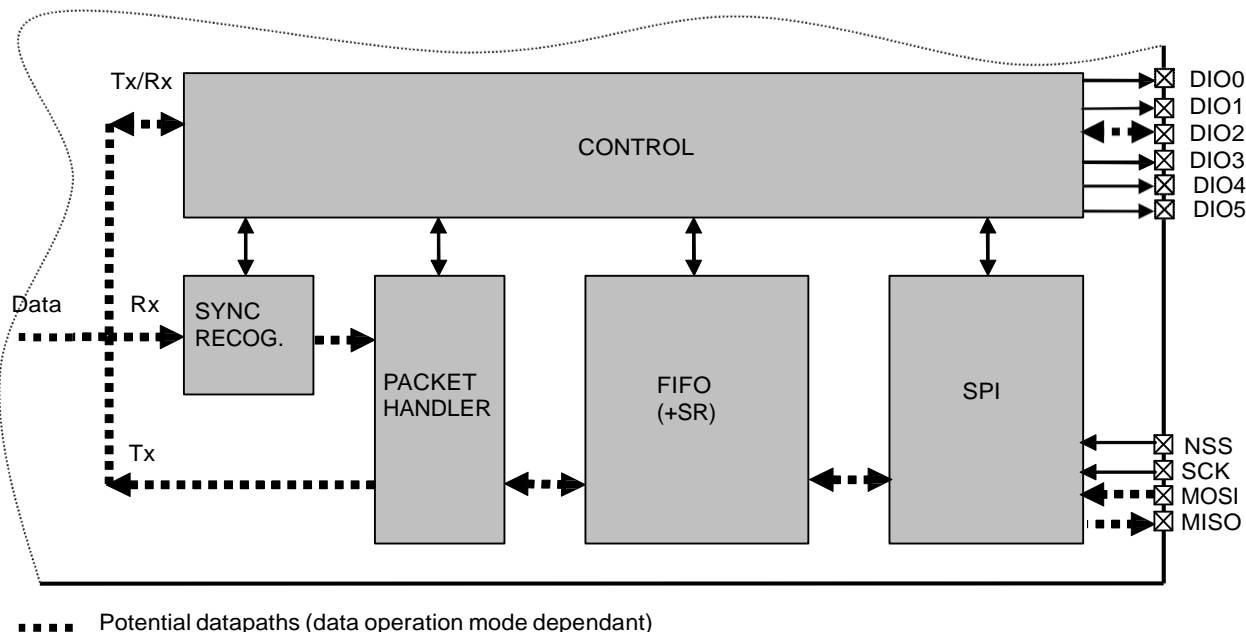 Tx/Rx
DIO0
DIO1
CONTROL
DIO2
DIO3
DIO4
DIO5
Data
Rx
SYNC
RECOG.
PACKET
HANDLER
FIFO
(+SR)
SPI
Tx
NSS
SCK
MOSI
MISO
Potential datapaths (data operation mode dependant)